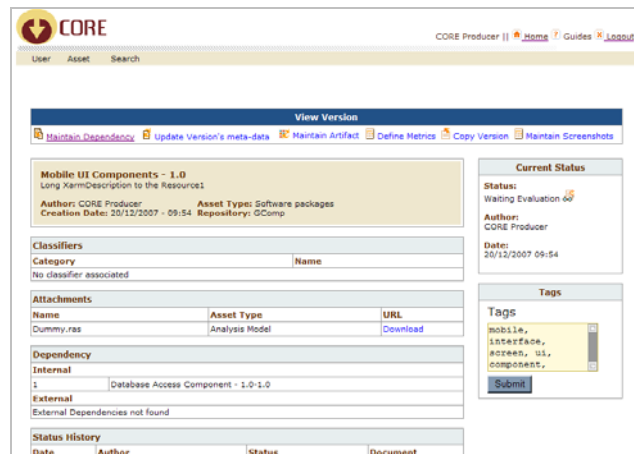 CORE
CORE Producer || Home Guides Logout
User Asset Search
View Version
Maintain Dependency Update Version's meta-data Maintain Artifact Define Metrics Copy Version Maintain Screenshots
Mobile UI Components - 1.0
Long XarmDescription to the Resource1
Author: CORE Producer Asset Type: Software packages
Creation Date: 20/12/2007 - 09:54 Repository: GComp
Current Status
Status:
Waiting Evaluation
Author:
CORE Producer
Date:
20/12/2007 09:54
Classifiers
Category Name
No classifier associated
Attachments
Name Asset Type URL
Dummy.ras Analysis Model Download
Tags
Tags
mobile,
interface,
screen, ui,
component,
Submit
Dependency
Internal
1 Database Access Component - 1.0-1.0
External
External Dependencies not found
Status History
Date Author Status Document